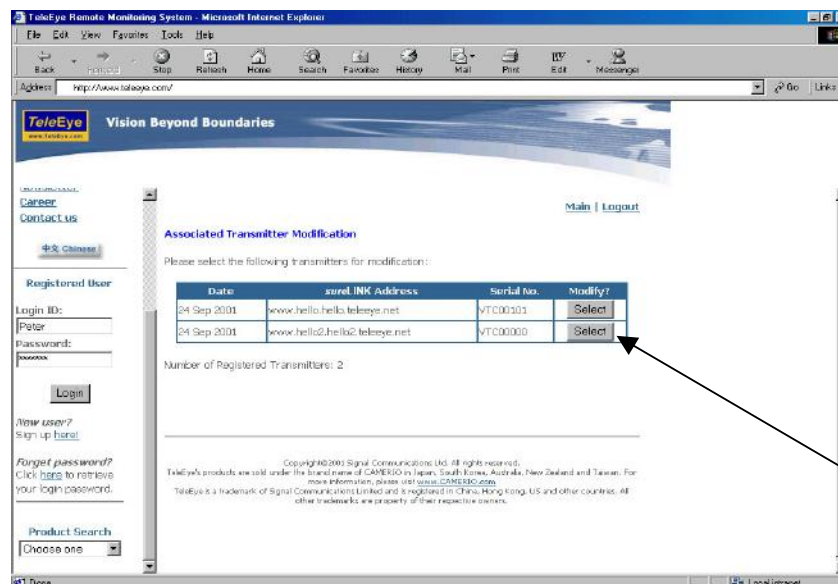 TeleEye Remote Monitoring System - Microsoft Internet Explorer
File Edit View Favorites Tools Help
Back Forward Stop Refresh Home Search Favorites History Mail Print Edit Messenger
Address http://www.teleeye.com/ Go Links
TeleEye Vision Beyond Boundaries
www.teleeye.com
Career
Contact us
中文 Chinese
Registered User
Login ID:
Peter
Password:
Login
New user?
Sign up here!
Forget password?
Click here to retrieve
your login password.
Product Search
Choose one
Main | Logout
Associated Transmitter Modification
Please select the following transmitters for modification:
Date sureLINK Address Serial No. Modify?
24 Sep 2001 www.hello.hello.teleeye.net VTC00101 Select
24 Sep 2001 www.hello2.hello2.teleeye.net VTC00000 Select
Number of Registered Transmitters: 2
Copyright©2001 Signal Communications Ltd. All rights reserved.
TeleEye's products are sold under the brand name of CAMERIO in Japan, South Korea, Australia, New Zealand and Taiwan. For
more information, please visit www.CAMERIO.com
TeleEye is a trademark of Signal Communications Limited and is registered in China, Hong Kong, US and other countries. All
other trademarks are property of their respective owners.
Done Local intranet